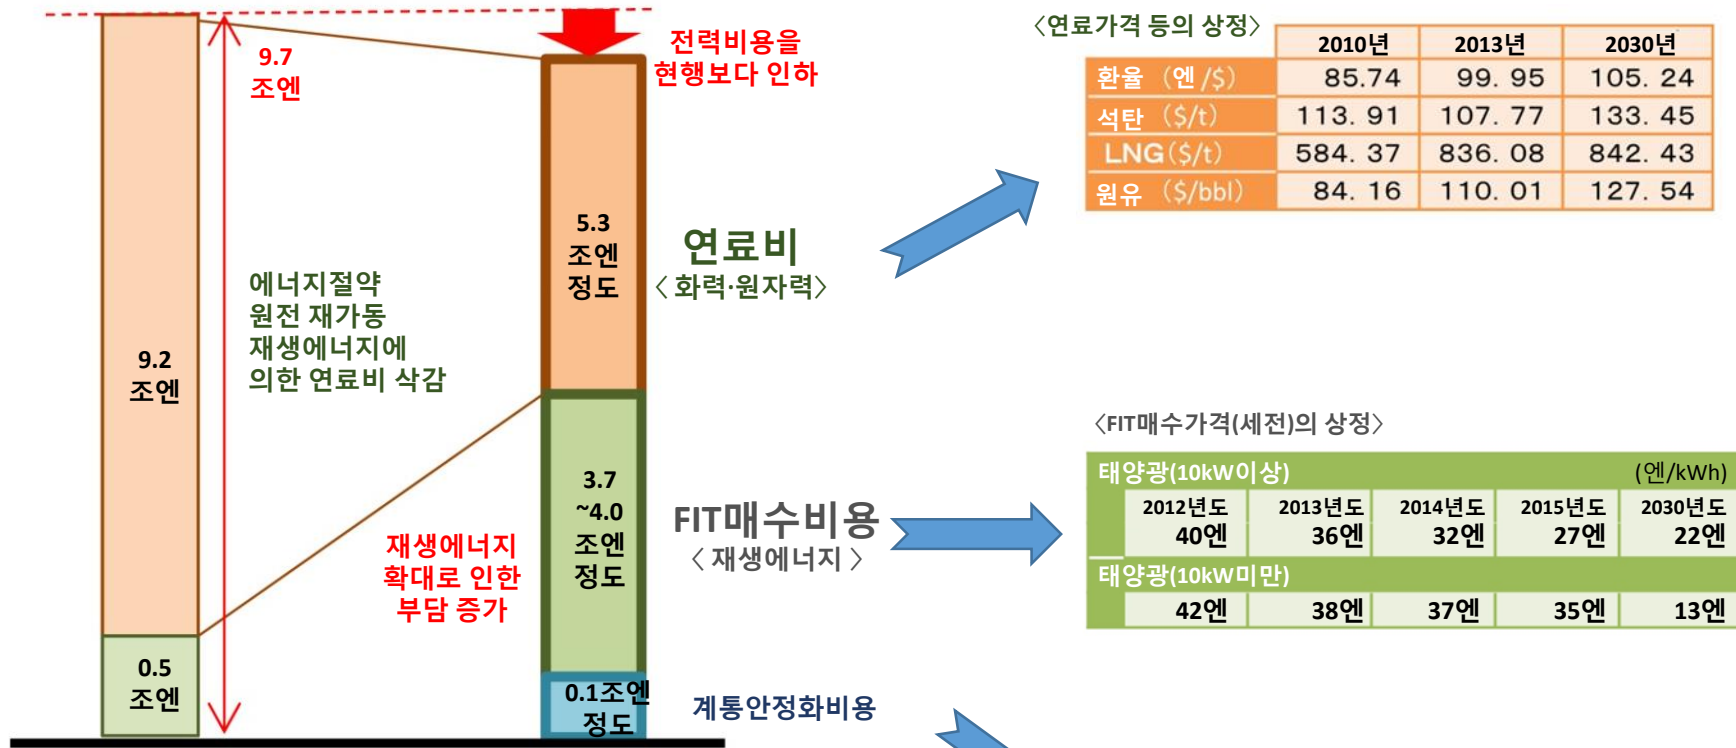 9.7
조엔
9.2
조엔
0.5
조엔
에너지절약
원전 재가동
재생에너지에
의한 연료비 삭감
재생에너지
확대로 인한
부담 증가
전력비용을
현행보다 인하
5.3
조엔
정도
3.7
~4.0
조엔
정도
0.1조엔
정도
연료비
〈 화력·원자력〉
FIT매수비용
〈 재생에너지 〉
계통안정화비용
〈연료가격 등의 상정〉
2010년 2013년 2030년
환율 (엔/$) 85.74 99. 95 105. 24
석탄 ($/t) 113. 91 107. 77 133. 45
LNG($/t) 584. 37 836. 08 842. 43
원유 ($/bbl) 84. 16 110. 01 127. 54
〈FIT매수가격(세전)의 상정〉
태양광(10kW이상) (엔/kWh)
2012년도 2013년도 2014년도 2015년도 2030년도
40엔 36엔 32엔 27엔 22엔
태양광(10kW미만)
42엔 38엔 37엔 35엔 13엔